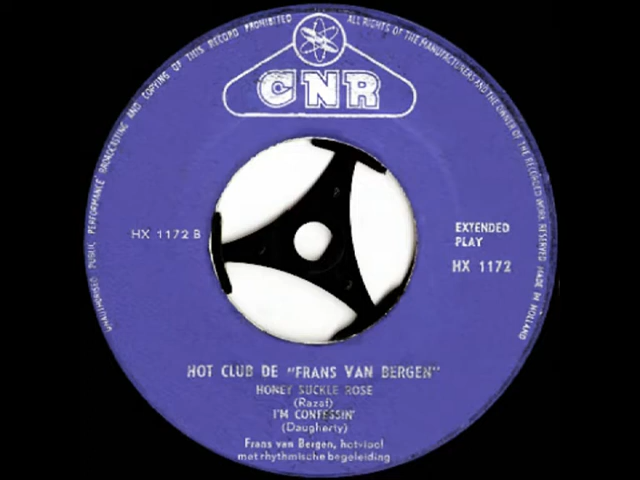 UNAUTHORISED PUBLIC PERFORMANCE BROADCASTING AND COPYING OF THIS RECORD PROHIBITED
ALL RIGHTS OF THE MANUFACTURERS AND THE OWNER OF THE RECORDED WORK RESERVED MADE IN HOLLAND
CNR
HX 1172 B
EXTENDED
PLAY
HX 1172
HOT CLUB DE "FRANS VAN BERGEN"
HONEY SUCKLE ROSE
(Razaf)
I'M CONFESSIN'
(Daugherty)
Frans van Bergen, hotviool
met rhythmische begeleiding